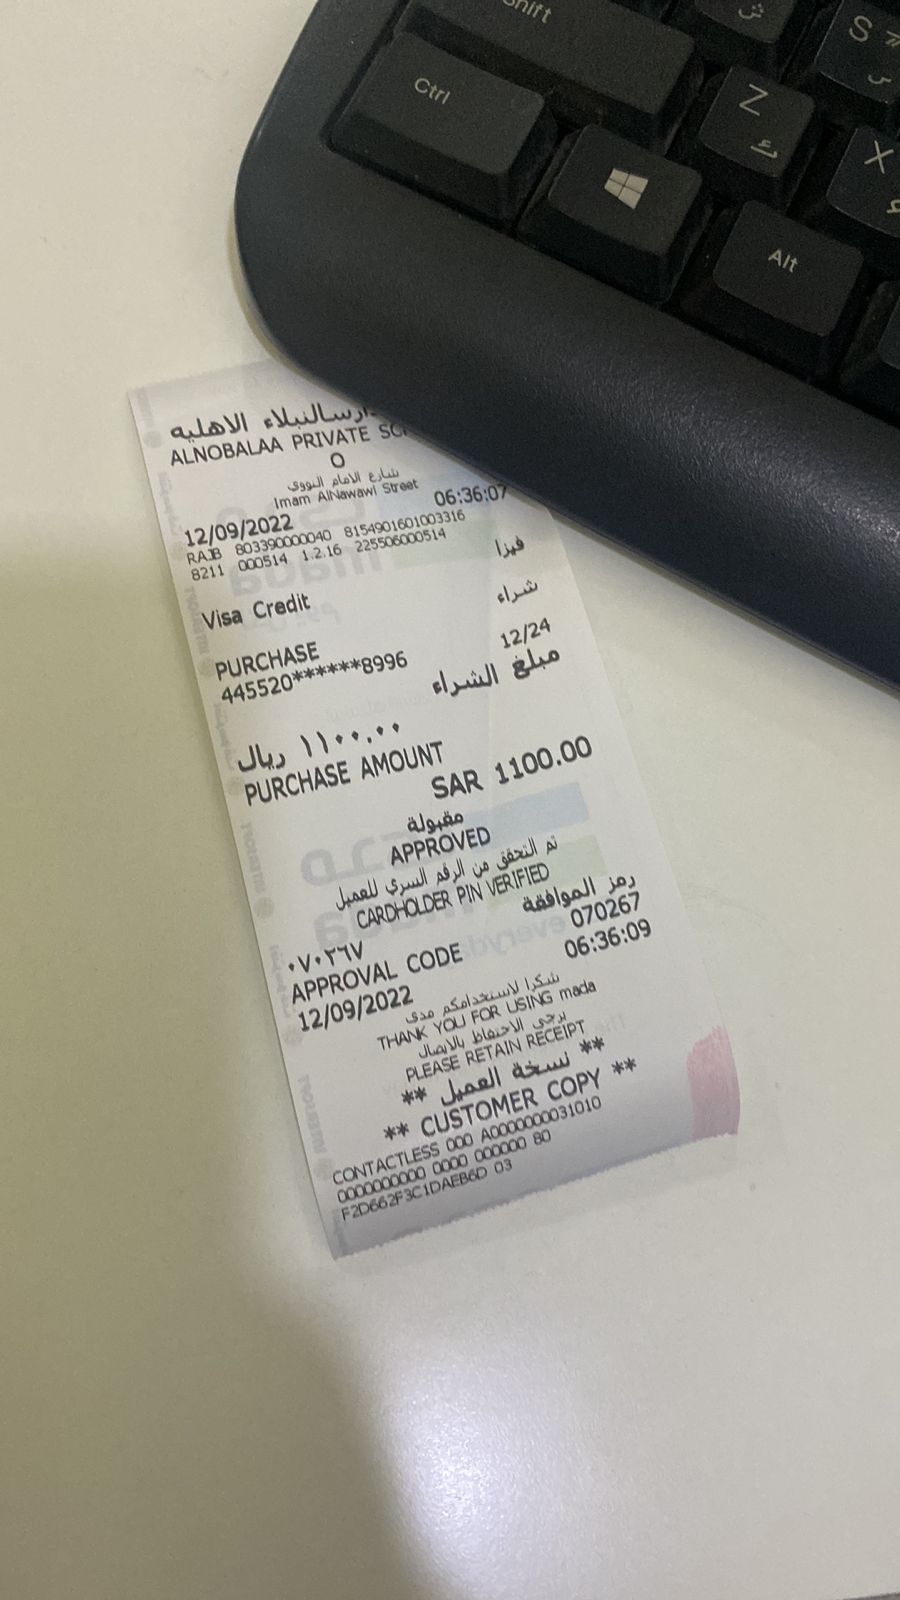 Shift
Ctrl
Z
S
X
Alt
الاهلية
ALNOBALAA PRIVATE
O
شارع الامام النووي
Imam AlNawawi Street
12/09/2022 06:36:07
RAJB 803390000040 8154901601003316
8211 000514 1.2.16 225506000514
فيزا
Visa Credit
شراء
PURCHASE
445520******8996 12/24
مبلغ الشراء
١١٠٠.٠٠ ريال
PURCHASE AMOUNT
SAR 1100.00
مقبولة
APPROVED
تم التحقق من الرقم السري للعميل
CARDHOLDER PIN VERIFIED
رمز الموافقة
٠٧٠٢٦٧
APPROVAL CODE 070267
12/09/2022 06:36:09
شكرا لاستخدامكم مدى
THANK YOU FOR USING mada
يرجى الاحتفاظ بالايصال
PLEASE RETAIN RECEIPT
** نسخة العميل **
** CUSTOMER COPY **
CONTACTLESS 000 A0000000031010
0000000000 0000 000000 80
F2D662F3C1DAEB6D 03